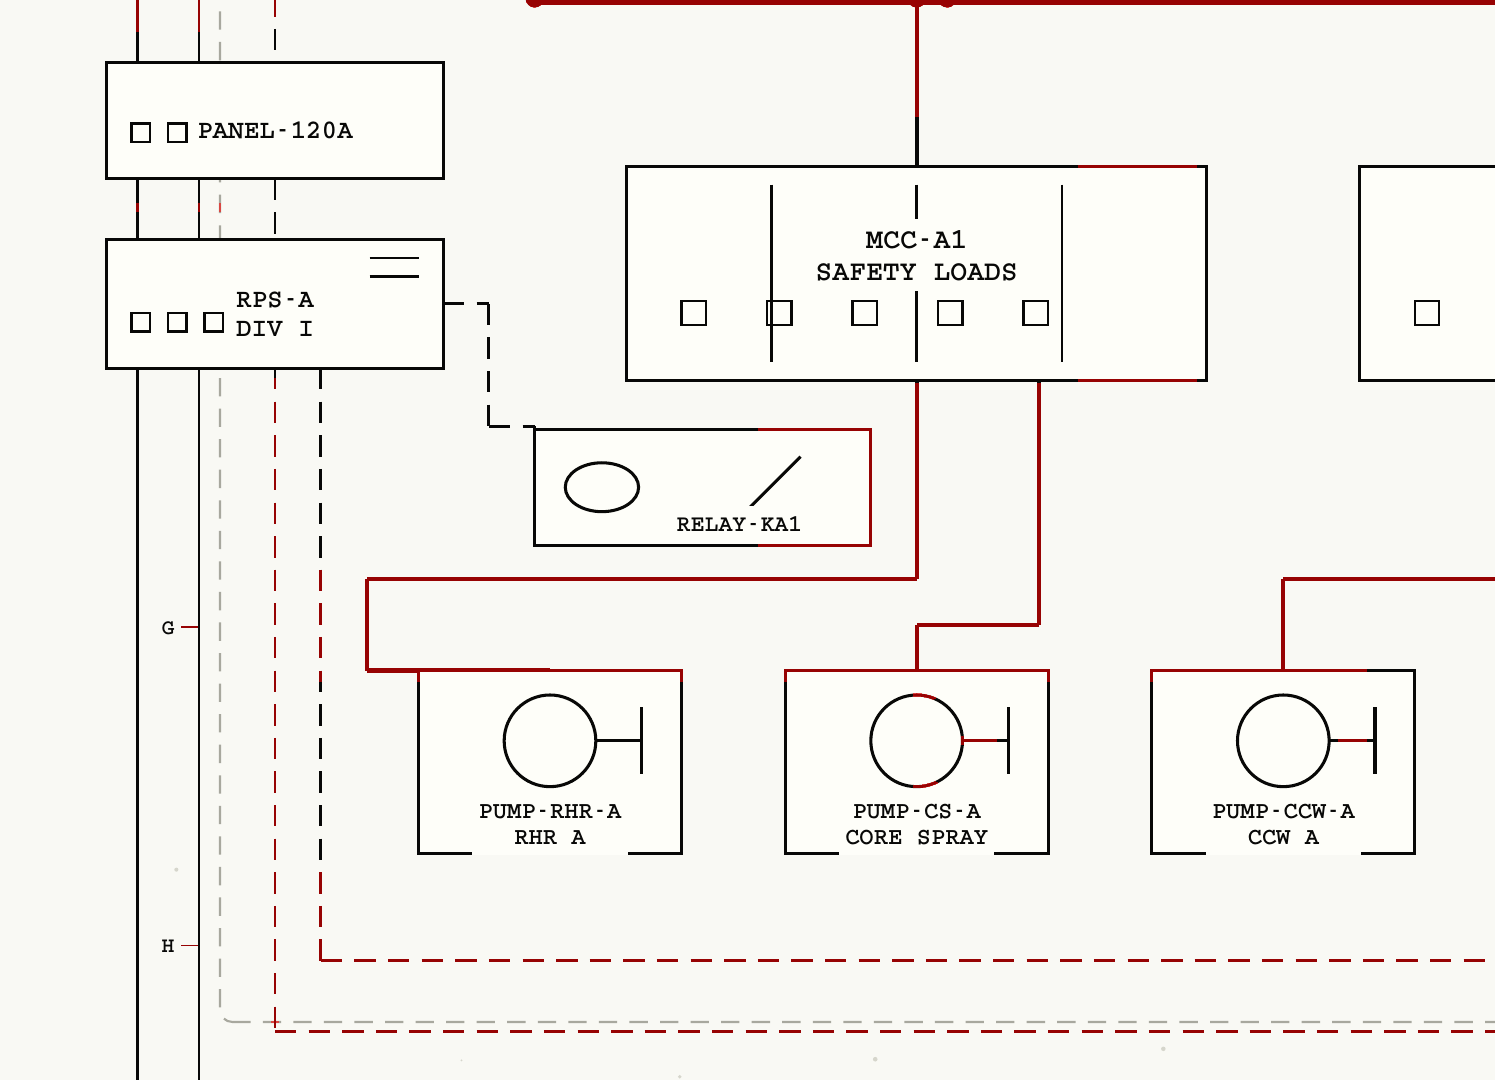 PANEL-120A
MCC-A1
SAFETY LOADS
RPS-A
DIV I
RELAY-KA1
G
PUMP-RHR-A
RHR A
PUMP-CS-A
CORE SPRAY
PUMP-CCW-A
CCW A
H